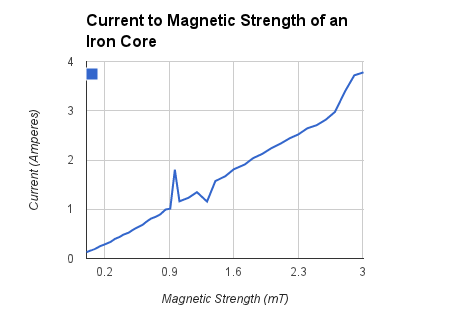 Current to Magnetic Strength of an
Iron Core
4
3
2
1
0
Current (Amperes)
0.2 0.9 1.6 2.3 3
Magnetic Strength (mT)